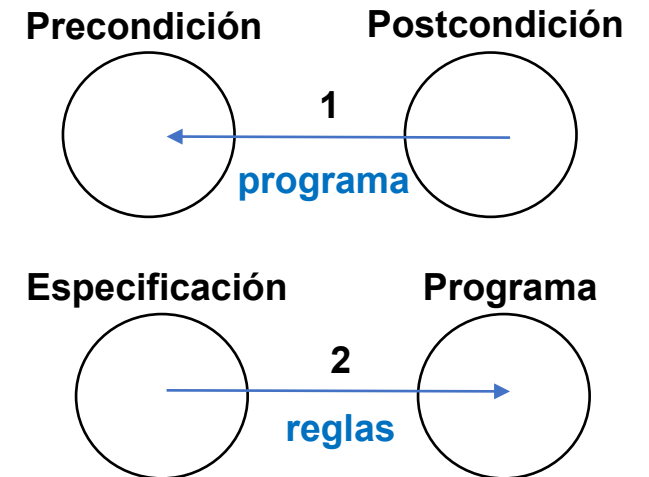 Precondición
Postcondición
1
programa
Especificación
Programa
2
reglas